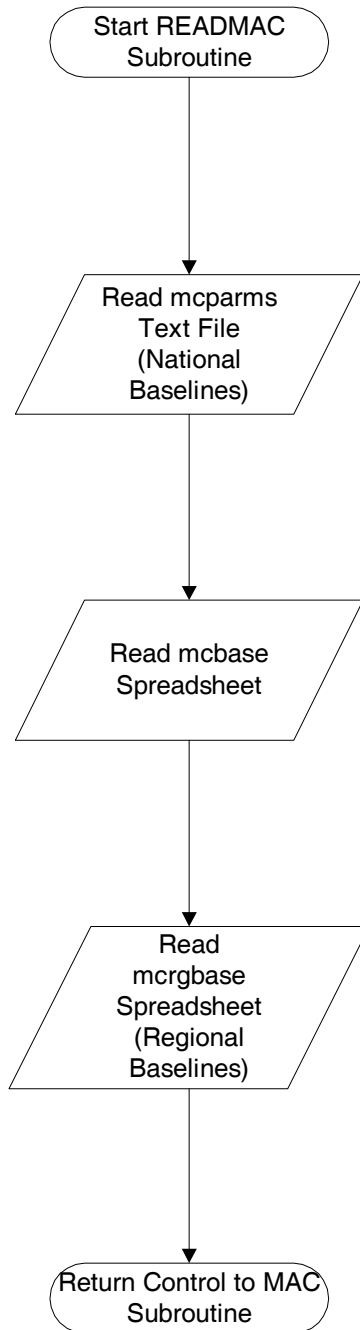 Start READMAC
Subroutine
Read mcparms
Text File
(National
Baselines)
Read mcbase
Spreadsheet
Read
mcrgbase
Spreadsheet
(Regional
Baselines)
Return Control to MAC
Subroutine